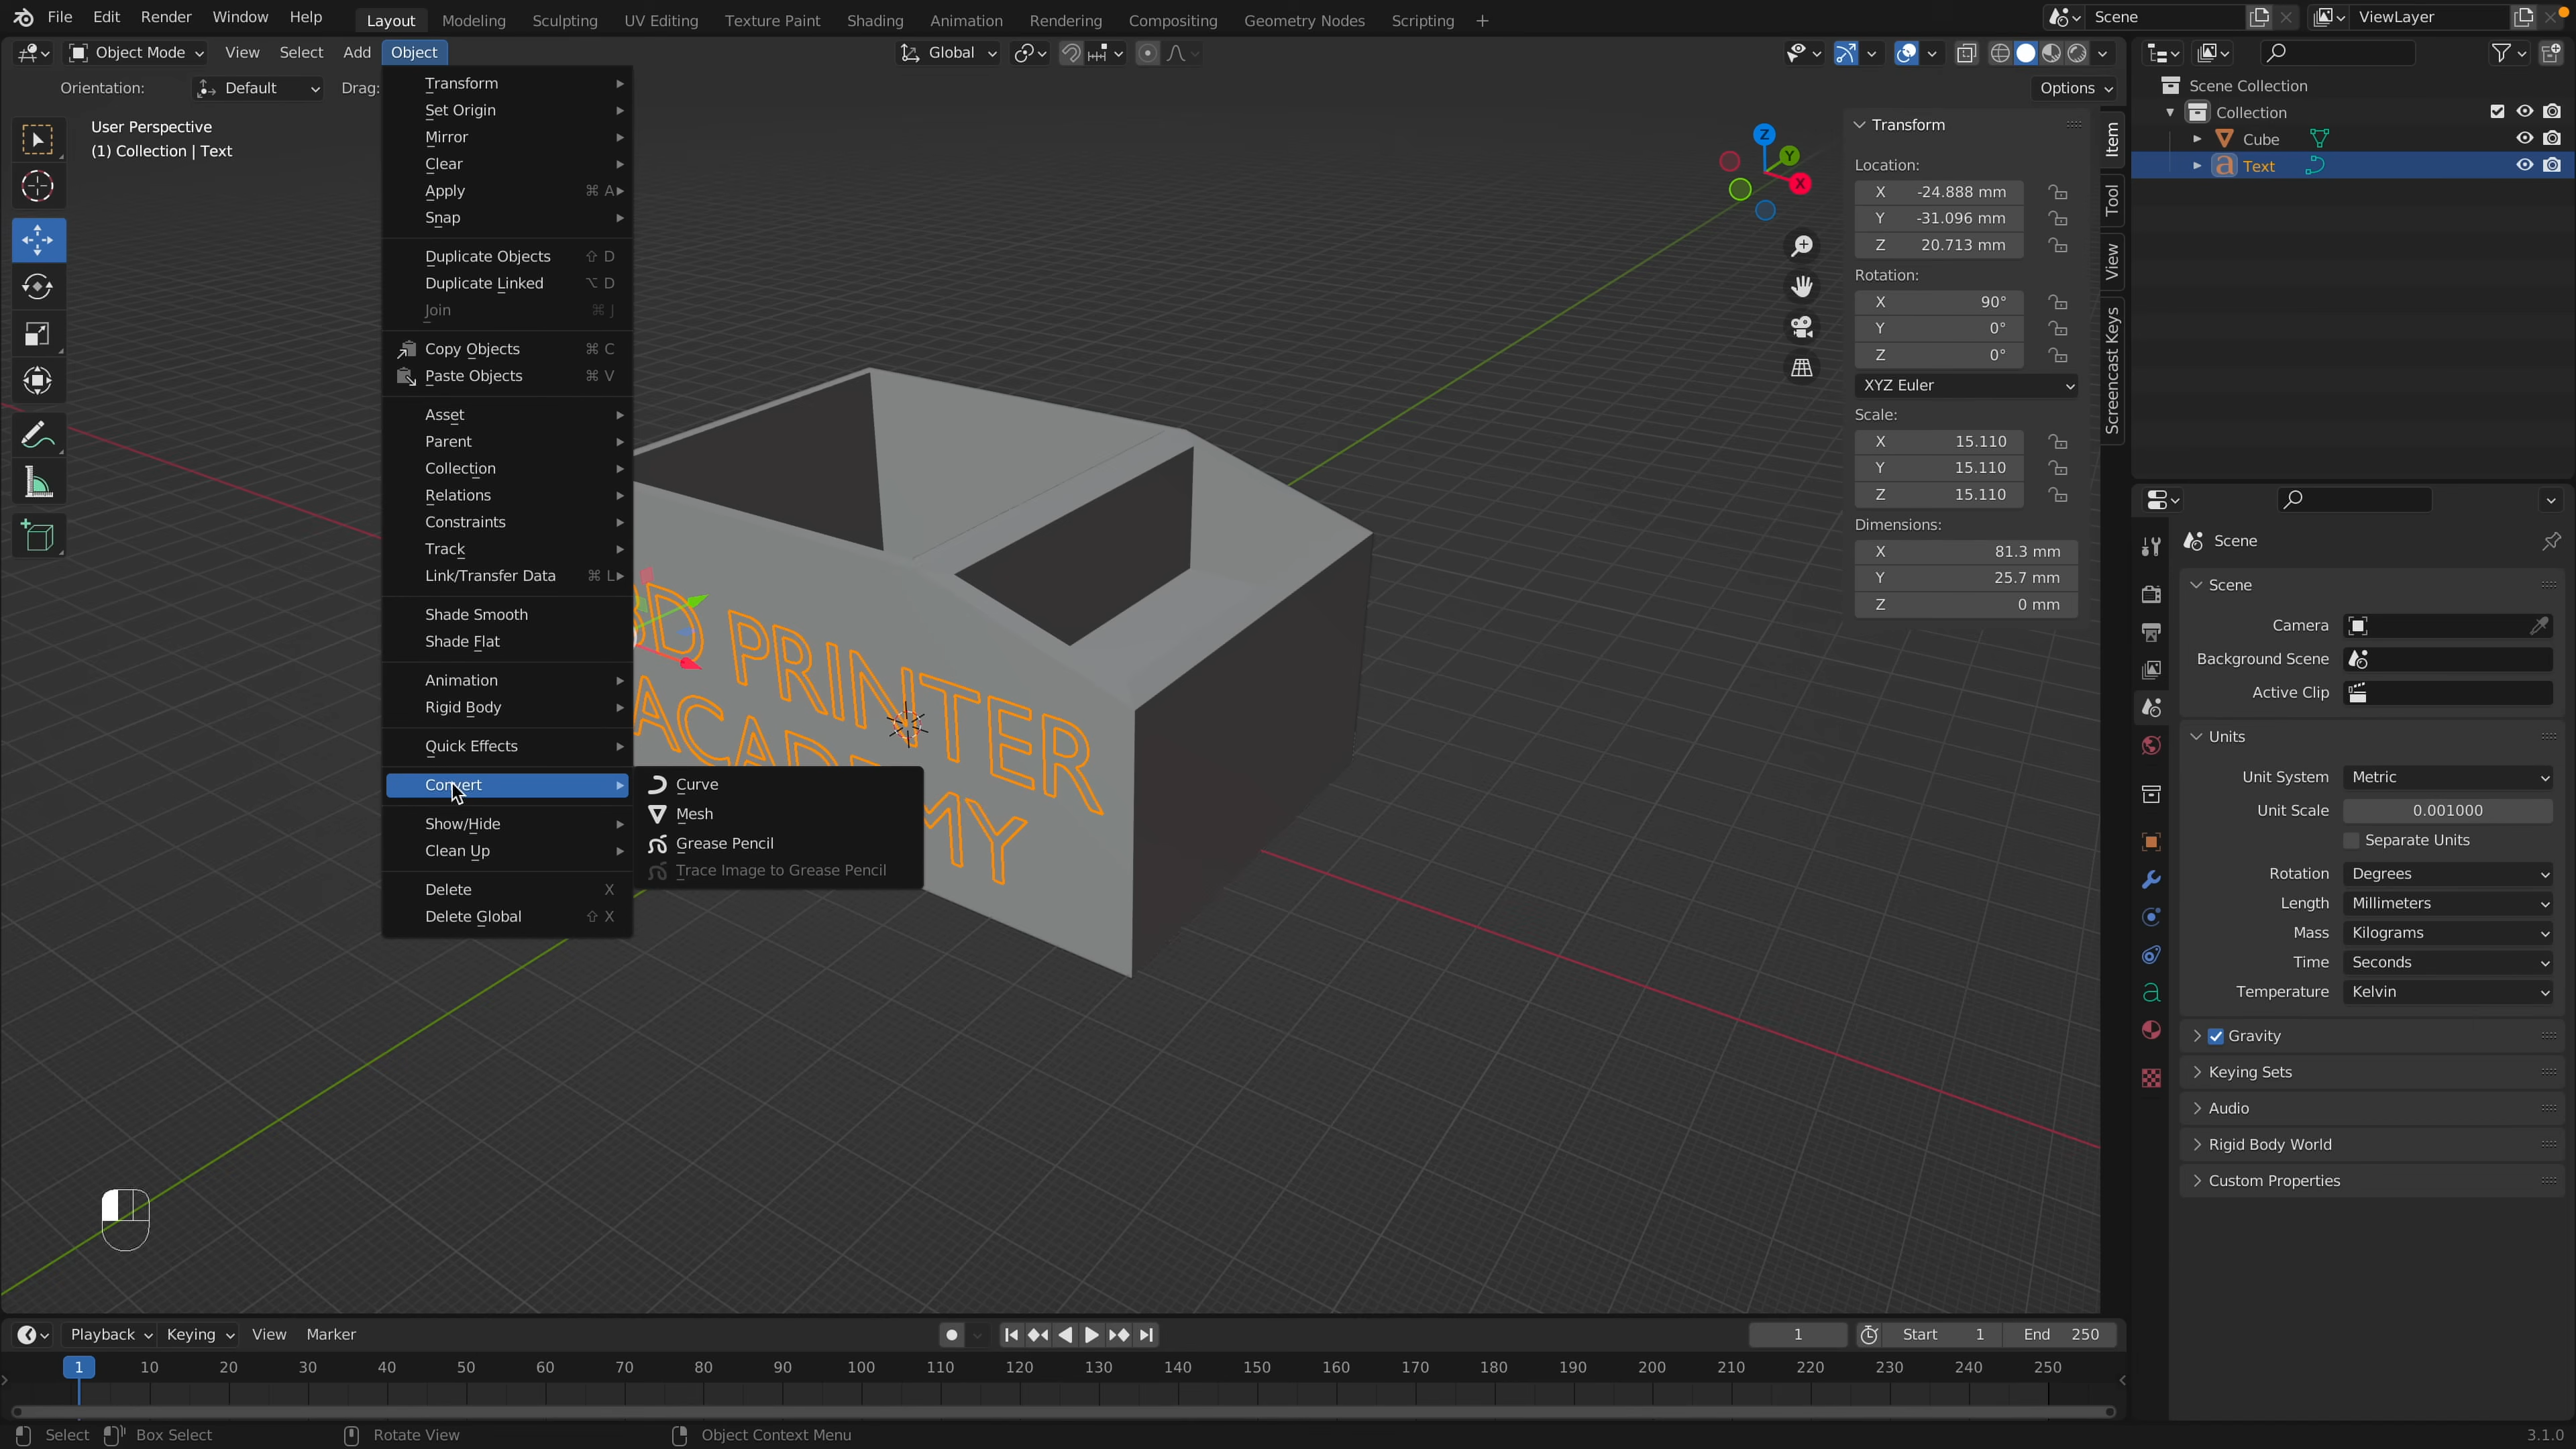 File Edit Render Window Help Layout Modeling Sculpting UV Editing Texture Paint Shading Animation Rendering Compositing Geometry Nodes Scripting + Scene ViewLayer
Object Mode View Select Add Object Global
Orientation: Default Drag: Options
User Perspective
(1) Collection | Text
Transform
Set Origin
Mirror
Clear
Apply ⌘ A
Snap
Duplicate Objects ⇧ D
Duplicate Linked ⌥ D
Join ⌘ J
Copy Objects ⌘ C
Paste Objects ⌘ V
Asset
Parent
Collection
Relations
Constraints
Track
Link/Transfer Data ⌘ L
Shade Smooth
Shade Flat
Animation
Rigid Body
Quick Effects
Convert
Show/Hide
Clean Up
Delete X
Delete Global ⇧ X
Curve
Mesh
Grease Pencil
Trace Image to Grease Pencil
3D PRINTER
ACADEMY
Z
Y
X
Transform
Location:
X -24.888 mm
Y -31.096 mm
Z 20.713 mm
Rotation:
X 90°
Y 0°
Z 0°
XYZ Euler
Scale:
X 15.110
Y 15.110
Z 15.110
Dimensions:
X 81.3 mm
Y 25.7 mm
Z 0 mm
Item
Tool
View
Screencast Keys
Scene Collection
Collection
Cube
Text
Scene
Scene
Camera
Background Scene
Active Clip
Units
Unit System Metric
Unit Scale 0.001000
Separate Units
Rotation Degrees
Length Millimeters
Mass Kilograms
Time Seconds
Temperature Kelvin
Gravity
Keying Sets
Audio
Rigid Body World
Custom Properties
Playback Keying View Marker 1 Start 1 End 250
1 10 20 30 40 50 60 70 80 90 100 110 120 130 140 150 160 170 180 190 200 210 220 230 240 250
Select Box Select Rotate View Object Context Menu 3.1.0